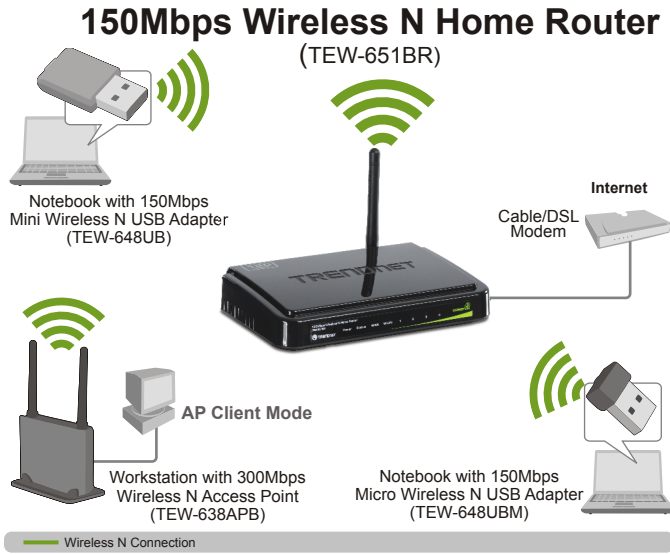 150Mbps Wireless N Home Router
(TEW-651BR)
Notebook with 150Mbps
Mini Wireless N USB Adapter
(TEW-648UB)
Internet
Cable/DSL
Modem
TRENDNET
TRENDNET
AP Client Mode
Workstation with 300Mbps
Wireless N Access Point
(TEW-638APB)
Notebook with 150Mbps
Micro Wireless N USB Adapter
(TEW-648UBM)
Wireless N Connection